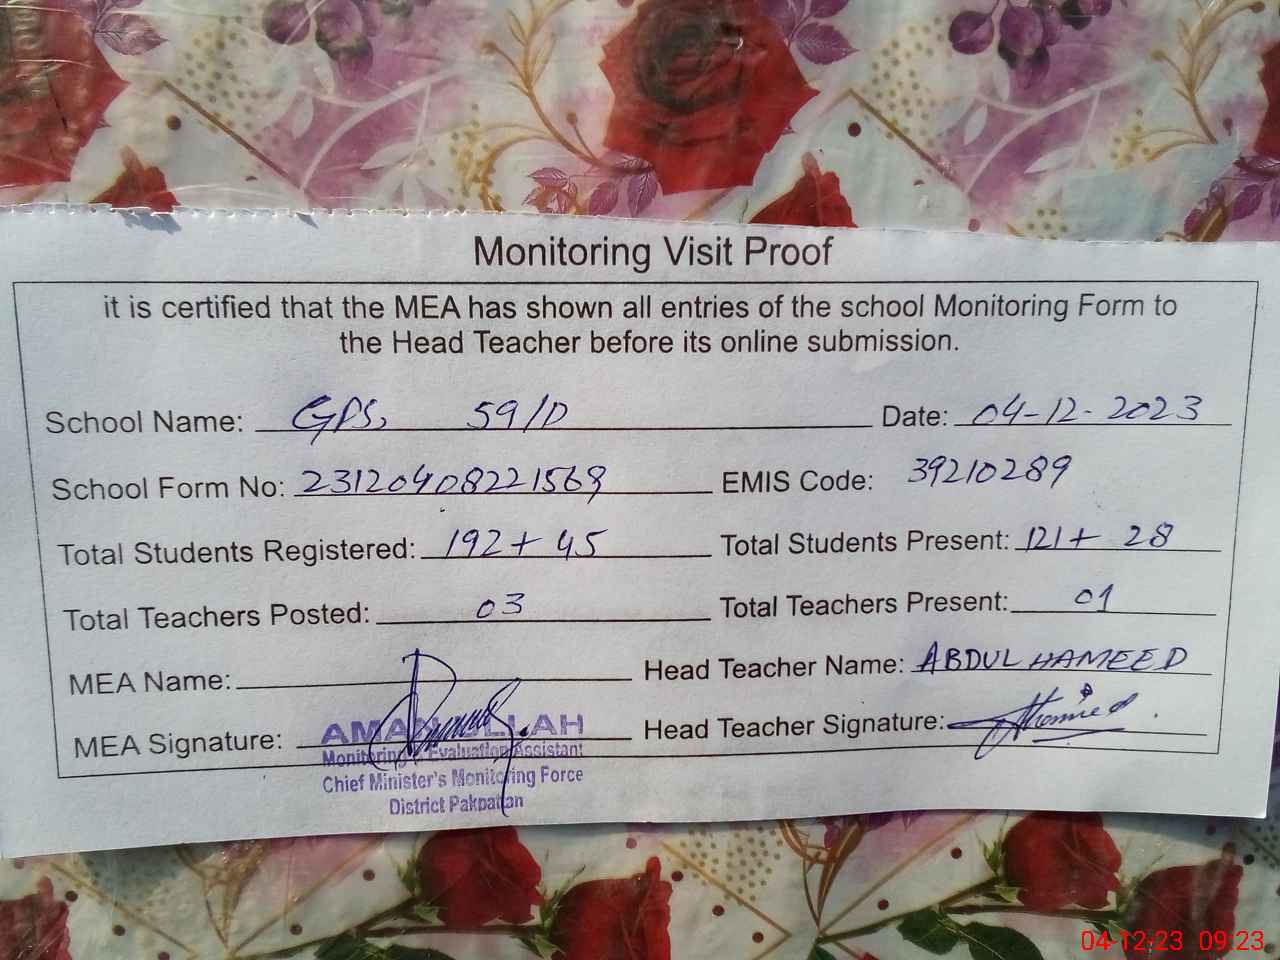 Monitoring Visit Proof
it is certified that the MEA has shown all entries of the school Monitoring Form to
the Head Teacher before its online submission.
School Name: GPS, 59/D Date: 04-12-2023
School Form No: 23120408221569 EMIS Code: 39210289
Total Students Registered: 192+45 Total Students Present: 121+ 28
Total Teachers Posted: 03 Total Teachers Present: 01
MEA Name: Head Teacher Name: ABDUL HAMEED
MEA Signature: Head Teacher Signature:
AMANULLAH
Monitoring & Evaluation Assistant
Chief Minister's Monitoring Force
District Pakpattan
04-12-23 09:23